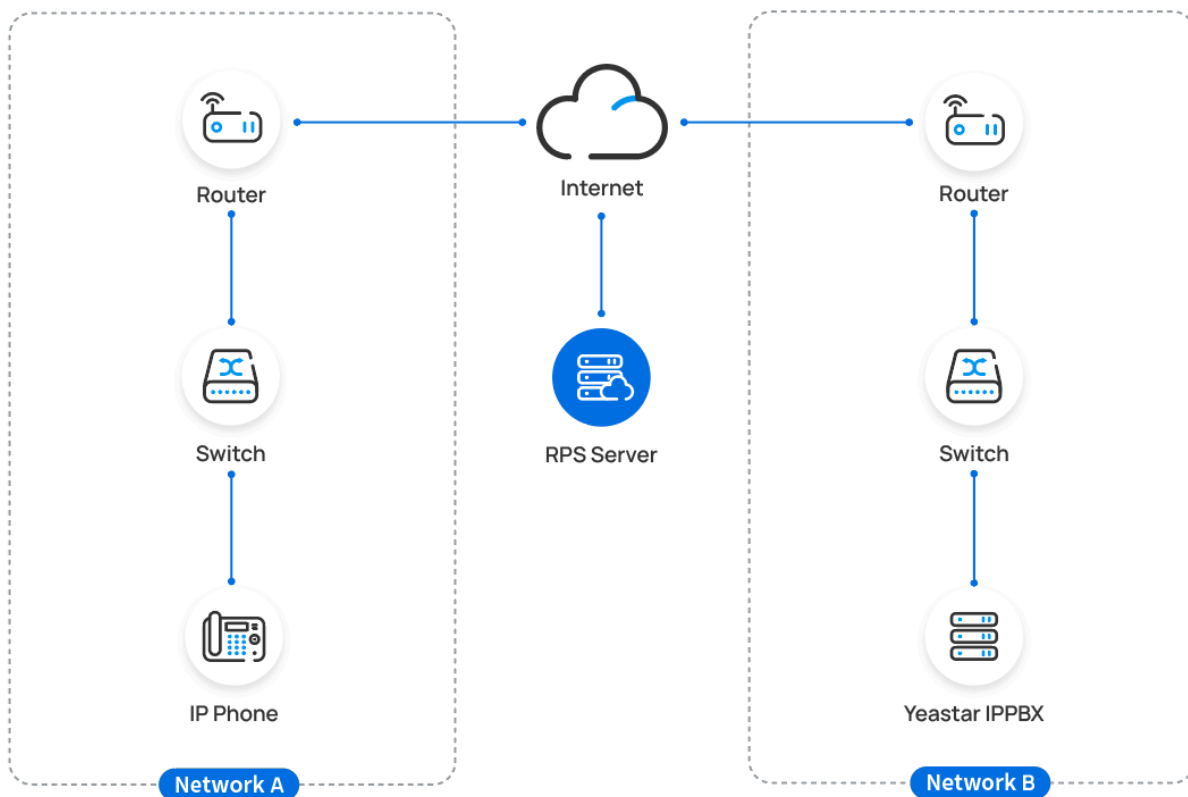 Router
Internet
Router
Switch
RPS Server
Switch
IP Phone
Yeastar IPPBX
Network A
Network B